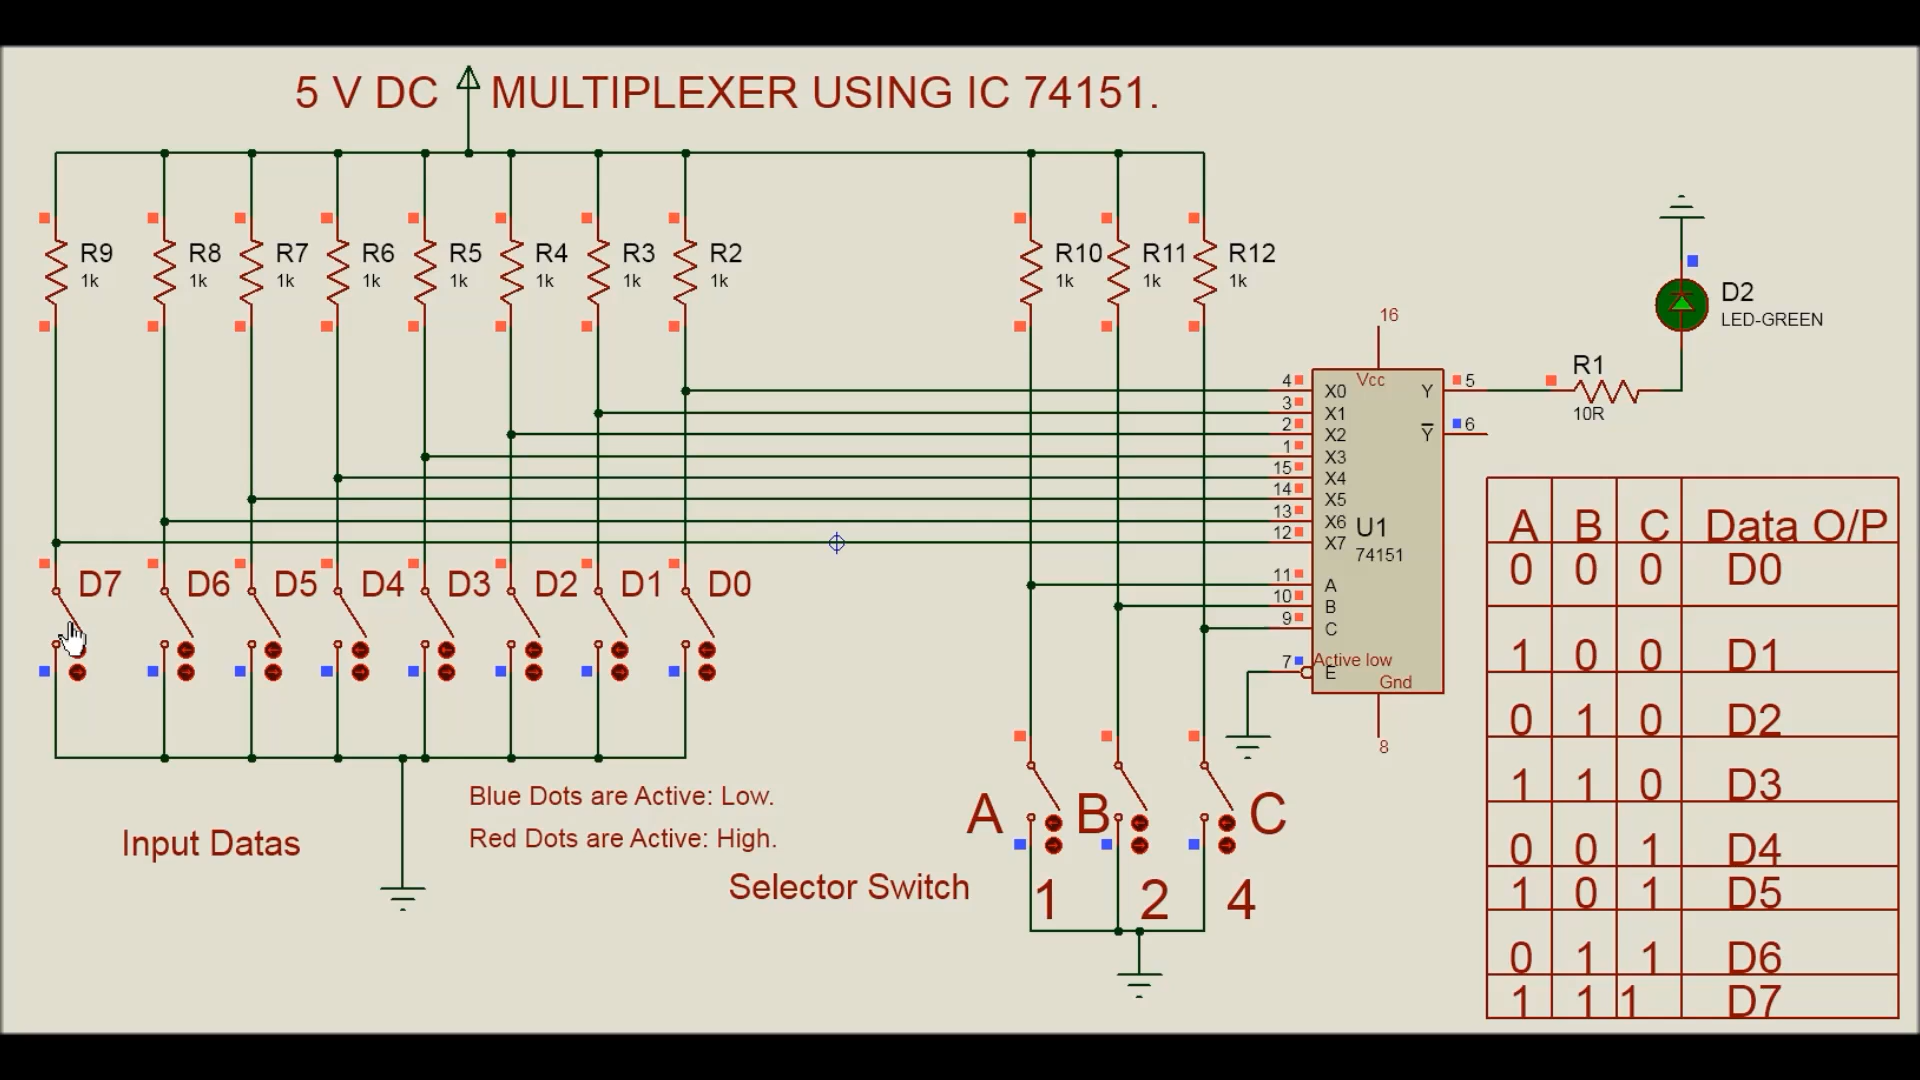 5 V DC MULTIPLEXER USING IC 74151.
R9 R8 R7 R6 R5 R4 R3 R2 R10 R11 R12
1k 1k 1k 1k 1k 1k 1k 1k 1k 1k 1k
D2
LED-GREEN
16
R1
10R
Vcc
4 X0 Y 5
3 X1
2 X2 Y 6
1 X3
15 X4
14 X5
13 X6
12 X7
U1
74151
11 A
10 B
9 C
7 Active low
E
Gnd
8
D7 D6 D5 D4 D3 D2 D1 D0
Blue Dots are Active: Low.
Red Dots are Active: High.
Input Datas
A B C
Selector Switch
1 2 4
A B C Data O/P
0 0 0 D0
1 0 0 D1
0 1 0 D2
1 1 0 D3
0 0 1 D4
1 0 1 D5
0 1 1 D6
1 1 1 D7